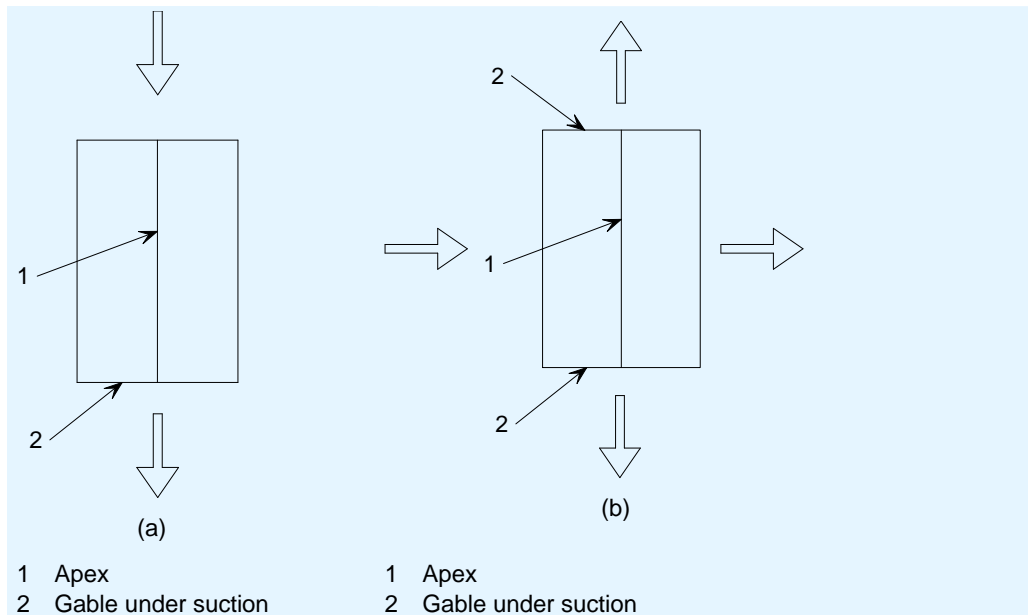 2
1
1
2
2
(a)
(b)
1 Apex
2 Gable under suction
1 Apex
2 Gable under suction